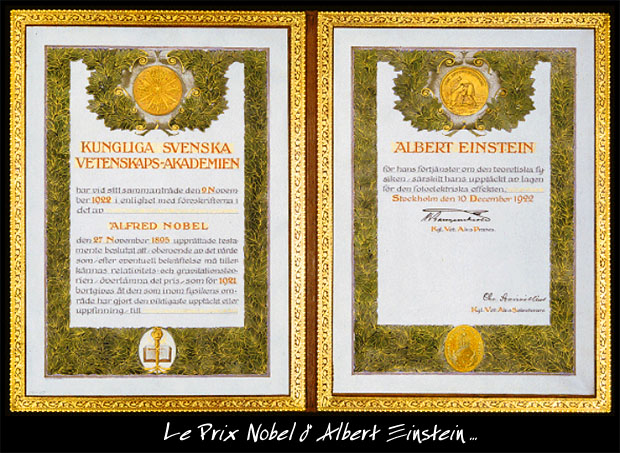 KUNGLIGA SVENSKA
VETENSKAPS-AKADEMIEN
har vid sitt sammanträde den 9 Novem
ber 1922 i enlighet med föreskrifterna i
det av
ALFRED NOBEL
den 27 November 1895 upprättade testa
mente beslutat att oberoende av det värde
som efter eventuell bekräftelse må tiller
kännas relativitets- och gravitationsteo
rien överlämna det pris som för 1921
bortgives åt den som inom fysikens om
råde har gjort den viktigaste upptäckt eller
uppfinning till
ALBERT EINSTEIN
för hans förtjänster om den teoretiska fy
siken särskilt hans upptäckt av lagen
för den fotoelektriska effekten
Stockholm den 10 December 1922
Kgl. Vet. Ak:s Preses.
Kgl. Vet. Ak:s Sekreterare
Le Prix Nobel d' Albert Einstein...